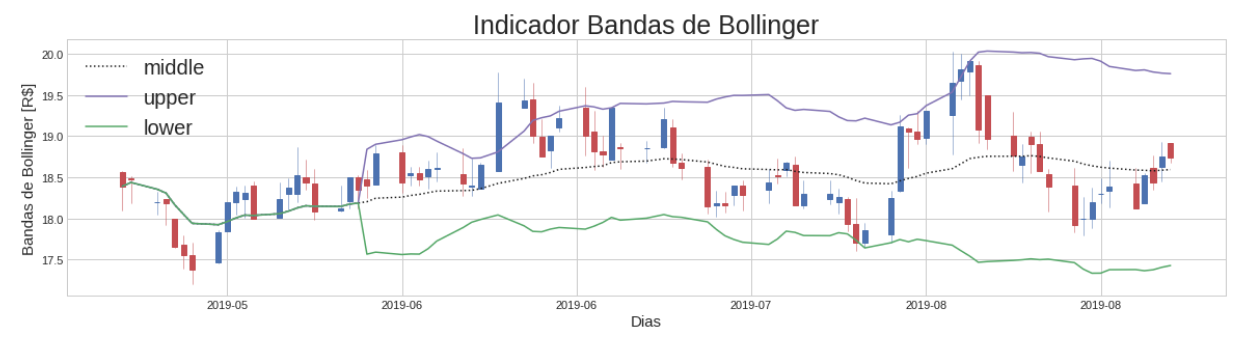 Indicador Bandas de Bollinger
Bandas de Bollinger [R$]
20.0
19.5
19.0
18.5
18.0
17.5
middle
upper
lower
2019-05
2019-06
2019-06
2019-07
2019-08
2019-08
Dias